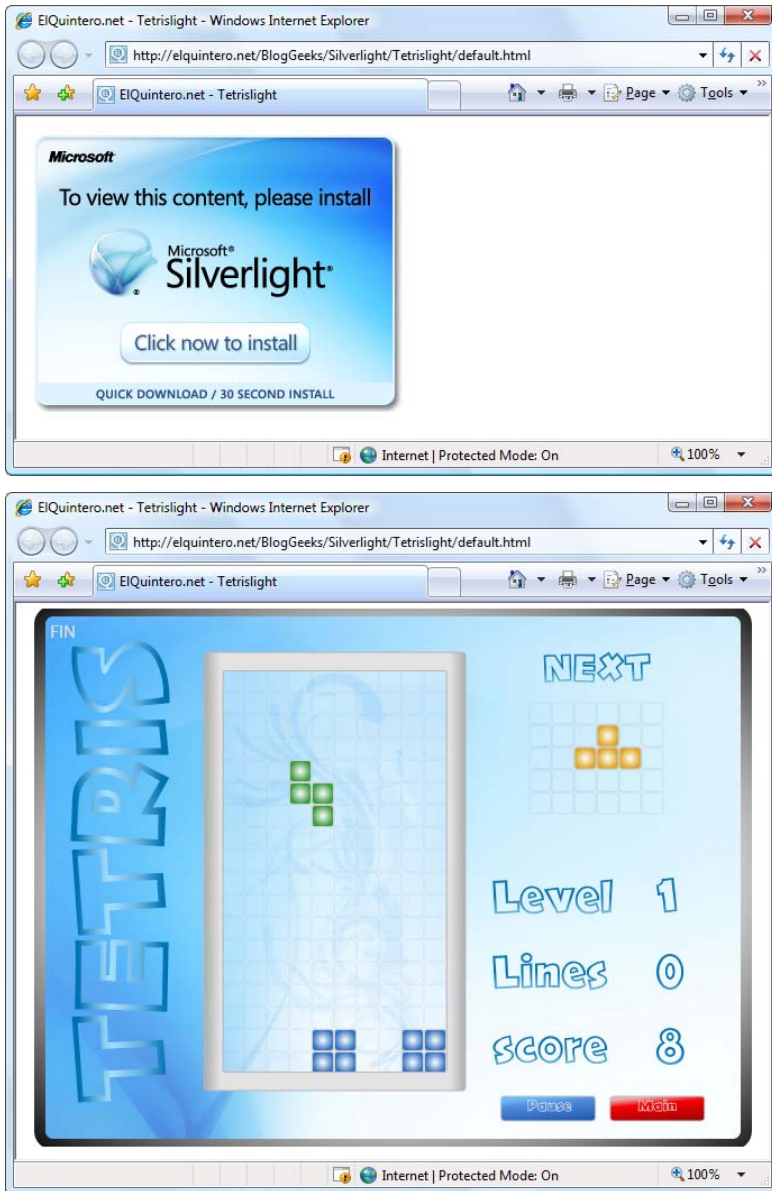 ElQuintero.net - Tetrislight - Windows Internet Explorer
http://elquintero.net/BlogGeeks/Silverlight/Tetrislight/default.html
ElQuintero.net - Tetrislight
Page Tools
Microsoft
To view this content, please install
Microsoft®
Silverlight®
Click now to install
QUICK DOWNLOAD / 30 SECOND INSTALL
Internet | Protected Mode: On 100%
ElQuintero.net - Tetrislight - Windows Internet Explorer
http://elquintero.net/BlogGeeks/Silverlight/Tetrislight/default.html
ElQuintero.net - Tetrislight
Page Tools
FIN
TETRIS
NEXT
Level 1
Lines 0
score 8
Pause Main
Internet | Protected Mode: On 100%